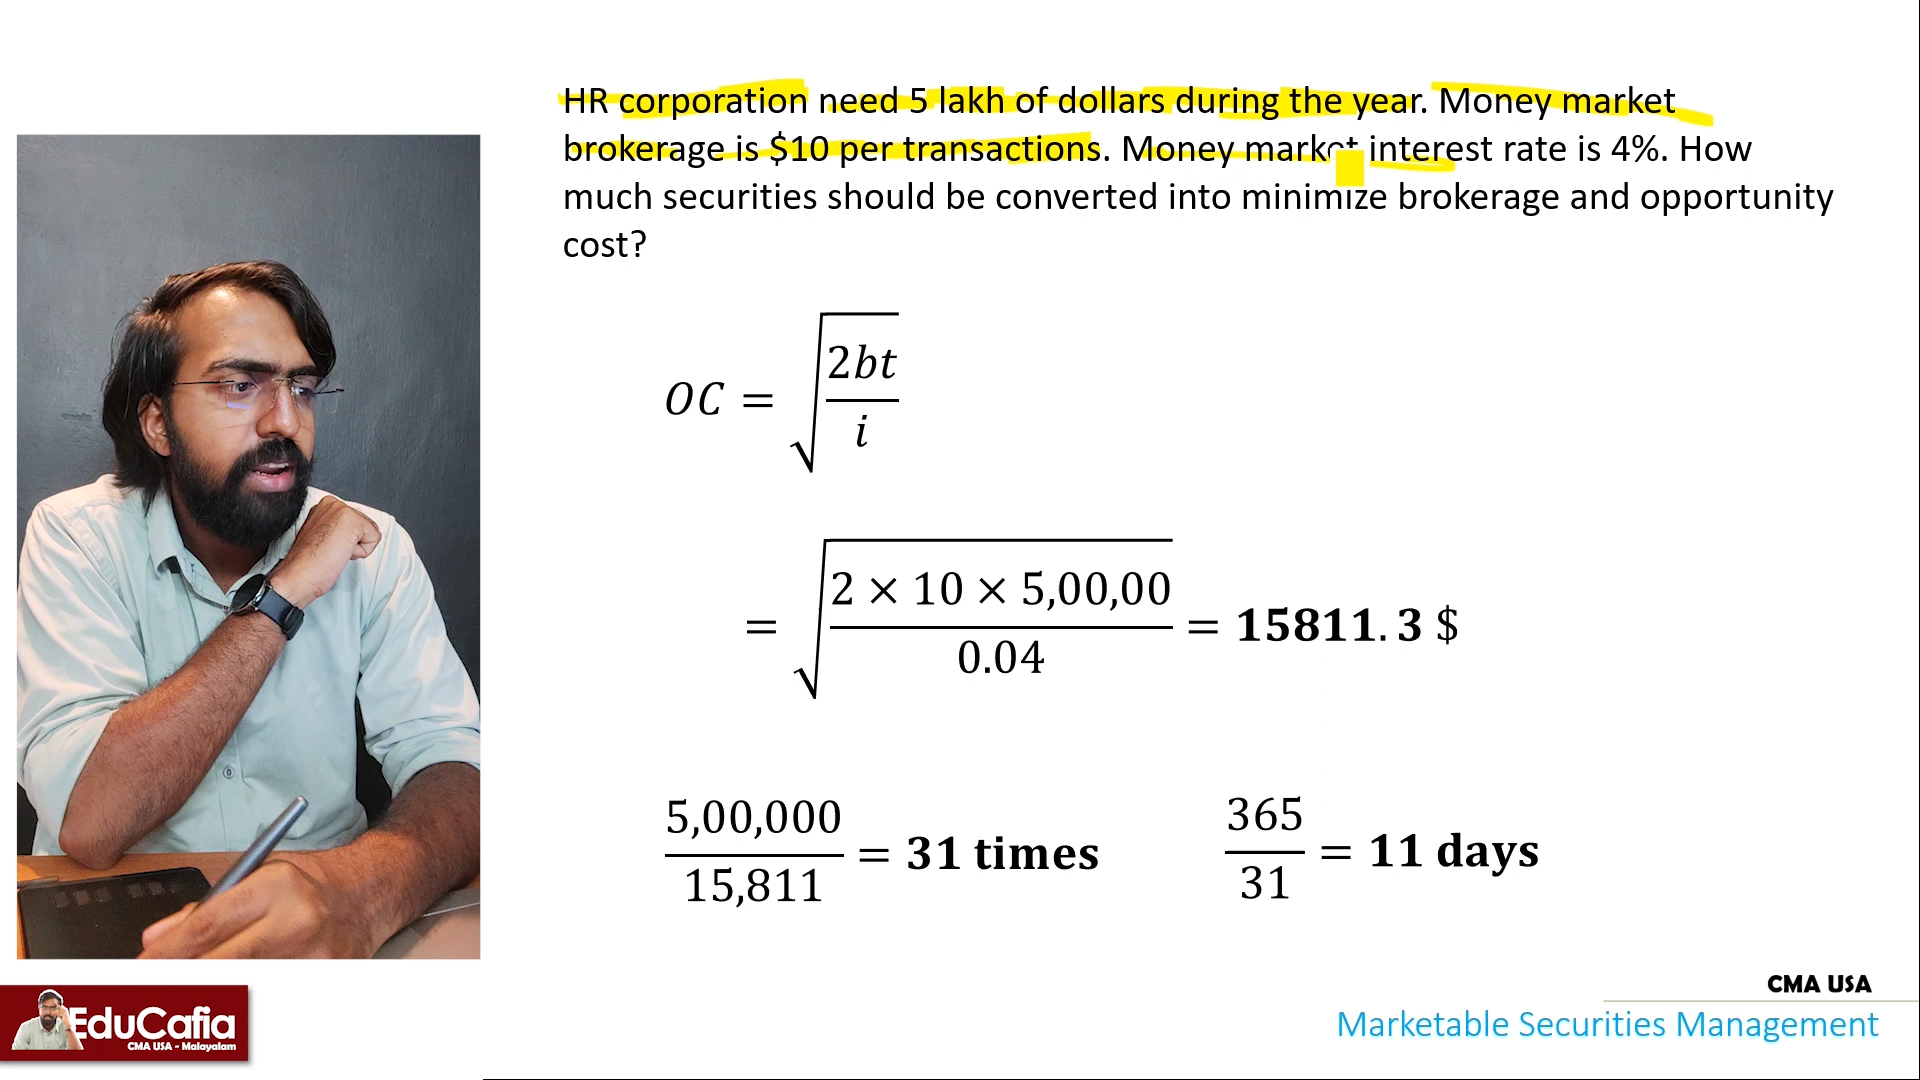 HR corporation need 5 lakh of dollars during the year. Money market
brokerage is $10 per transactions. Money market interest rate is 4%. How
much securities should be converted into minimize brokerage and opportunity
cost?
OC = √(2bt / i)
= √(2 × 10 × 5,00,00 / 0.04) = 15811.3 $
5,00,000 / 15,811 = 31 times
365 / 31 = 11 days
CMA USA
Marketable Securities Management
EduCafia
CMA USA - Malayalam